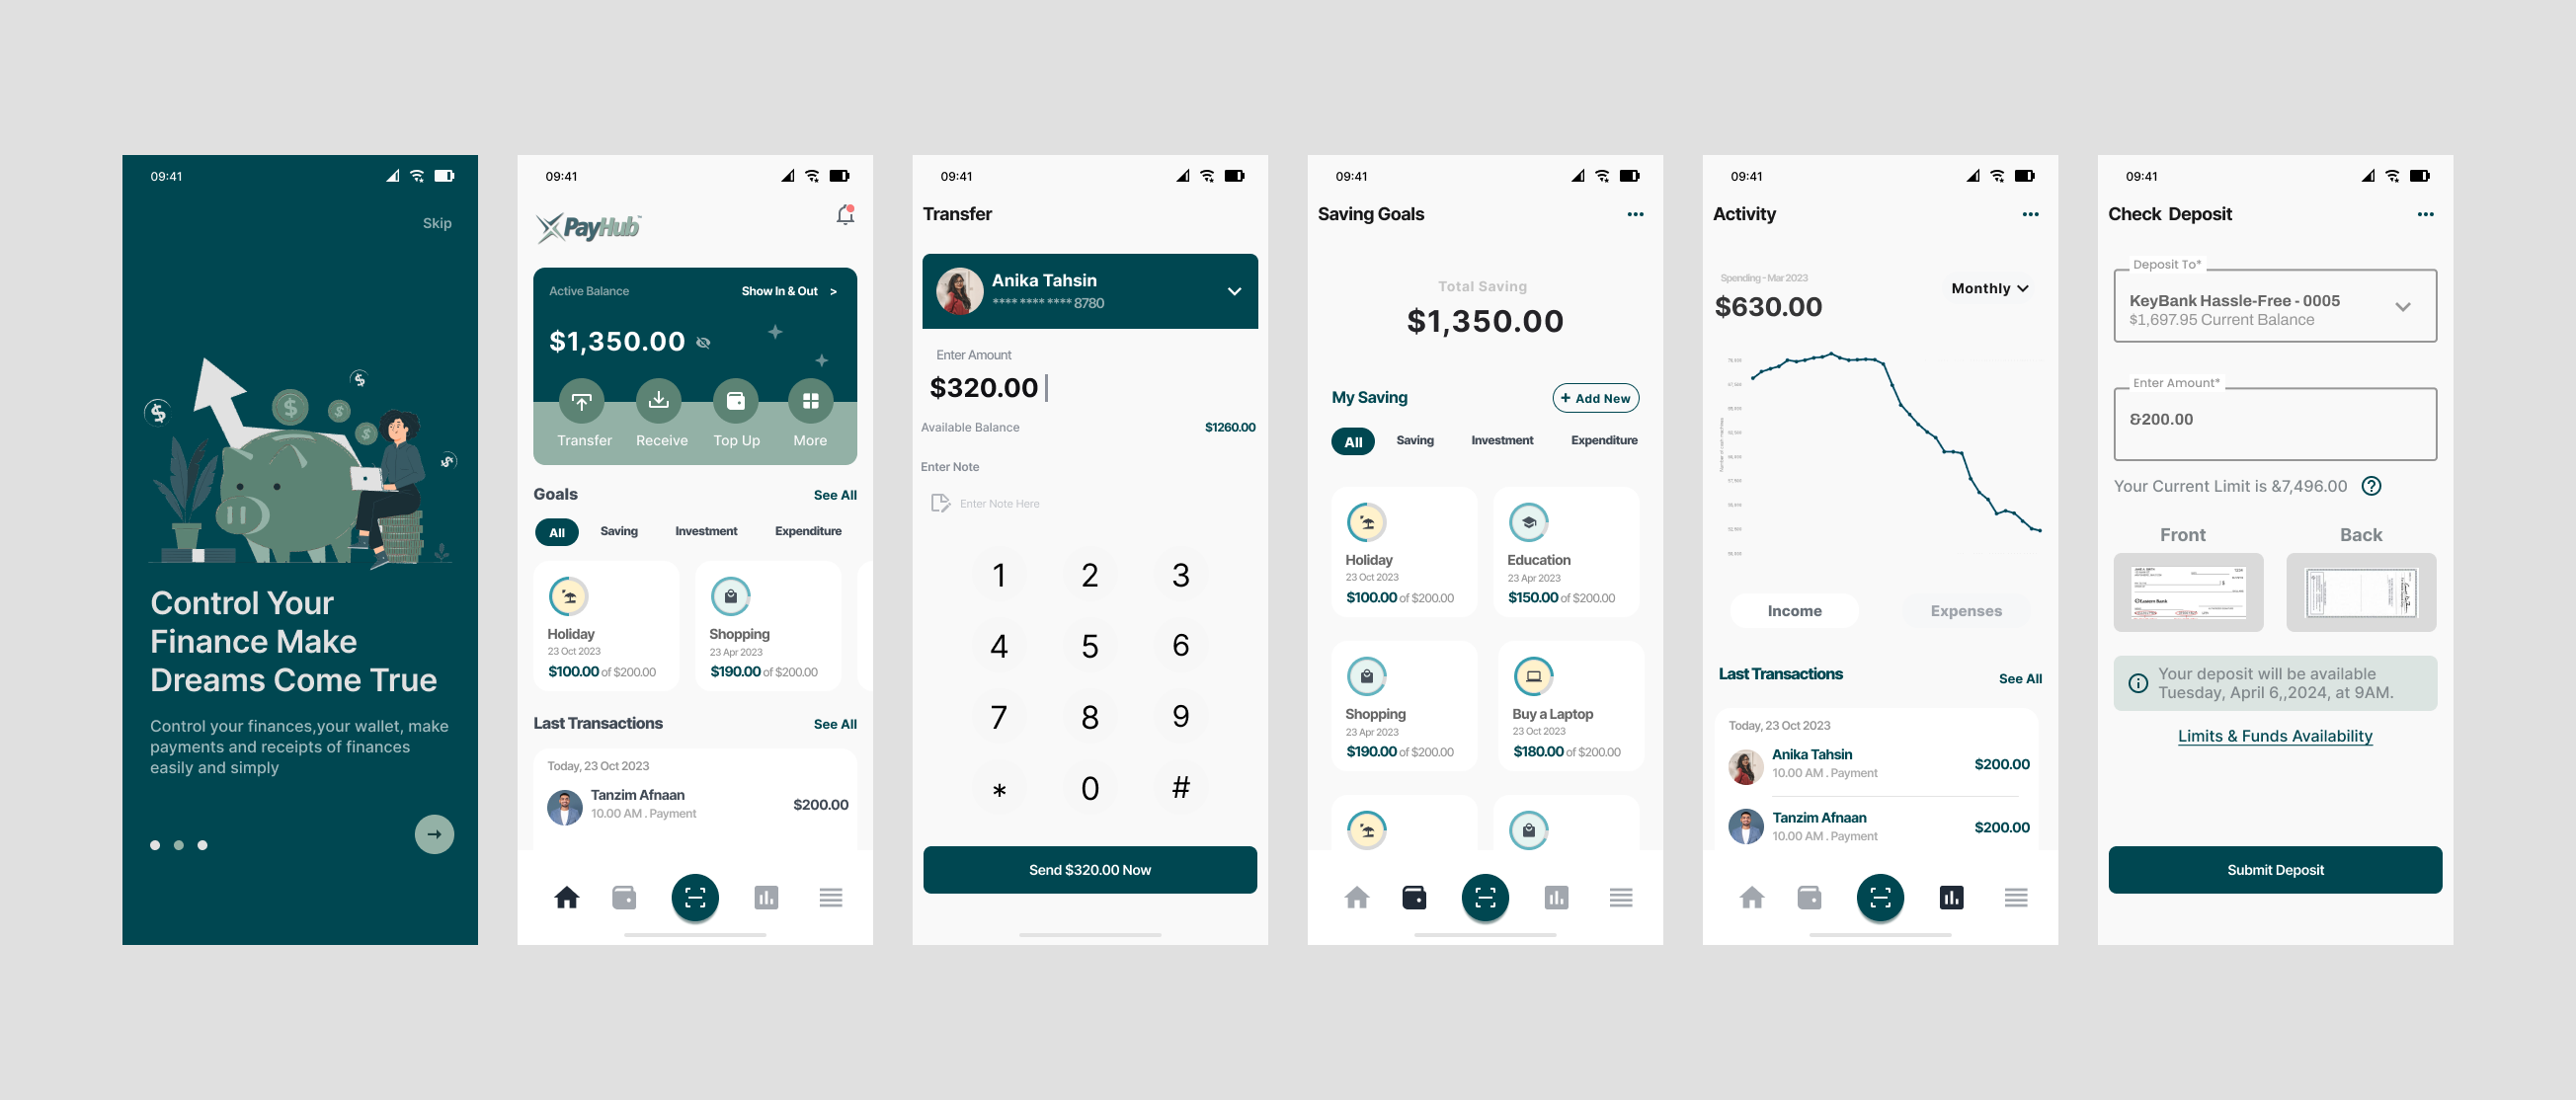 09:41
Skip
Control Your
Finance Make
Dreams Come True
Control your finances,your wallet, make
payments and receipts of finances
easily and simply
09:41
PayHub™
Active Balance
Show In & Out >
$1,350.00
Transfer
Receive
Top Up
More
Goals
See All
All
Saving
Investment
Expenditure
Holiday
23 Oct 2023
$100.00 of $200.00
Shopping
23 Apr 2023
$190.00 of $200.00
Last Transactions
See All
Today, 23 Oct 2023
Tanzim Afnaan
$200.00
10.00 AM . Payment
09:41
Transfer
Anika Tahsin
**** **** **** 8780
Enter Amount
$320.00
Available Balance
$1260.00
Enter Note
Enter Note Here
1 2 3
4 5 6
7 8 9
* 0 #
Send $320.00 Now
09:41
Saving Goals
Total Saving
$1,350.00
My Saving
+ Add New
All
Saving
Investment
Expenditure
Holiday
23 Oct 2023
$100.00 of $200.00
Education
23 Apr 2023
$150.00 of $200.00
Shopping
23 Apr 2023
$190.00 of $200.00
Buy a Laptop
23 Oct 2023
$180.00 of $200.00
09:41
Activity
Spending - Mar 2023
$630.00
Monthly
Income
Expenses
Last Transactions
See All
Today, 23 Oct 2023
Anika Tahsin
$200.00
10.00 AM . Payment
Tanzim Afnaan
$200.00
10.00 AM . Payment
09:41
Check Deposit
Deposit To*
KeyBank Hassle-Free - 0005
$1,697.95 Current Balance
Enter Amount*
&200.00
Your Current Limit is &7,496.00
Front
Back
Your deposit will be available
Tuesday, April 6,,2024, at 9AM.
Limits & Funds Availability
Submit Deposit